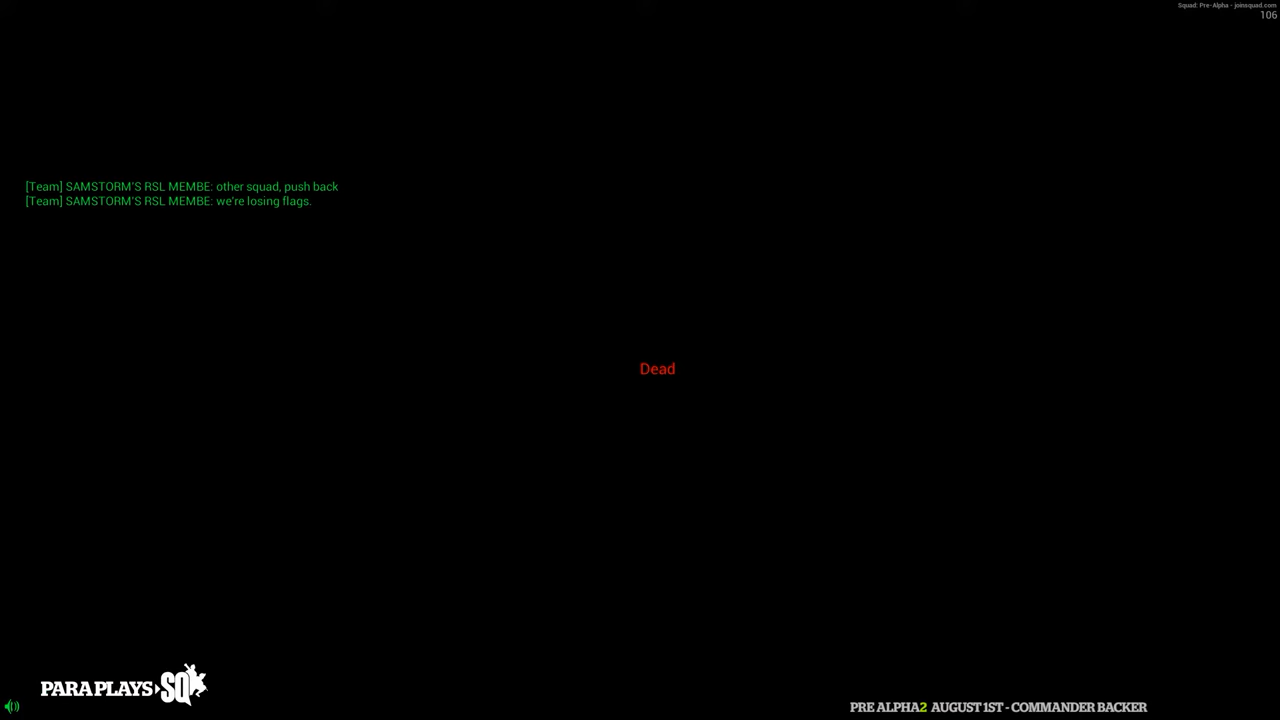 Squad: Pre-Alpha - joinsquad.com
106
[Team] SAMSTORM'S RSL MEMBE: other squad, push back
[Team] SAMSTORM'S RSL MEMBE: we're losing flags.
Dead
PARA PLAYS SQ
PRE ALPHA2 AUGUST 1ST - COMMANDER BACKER